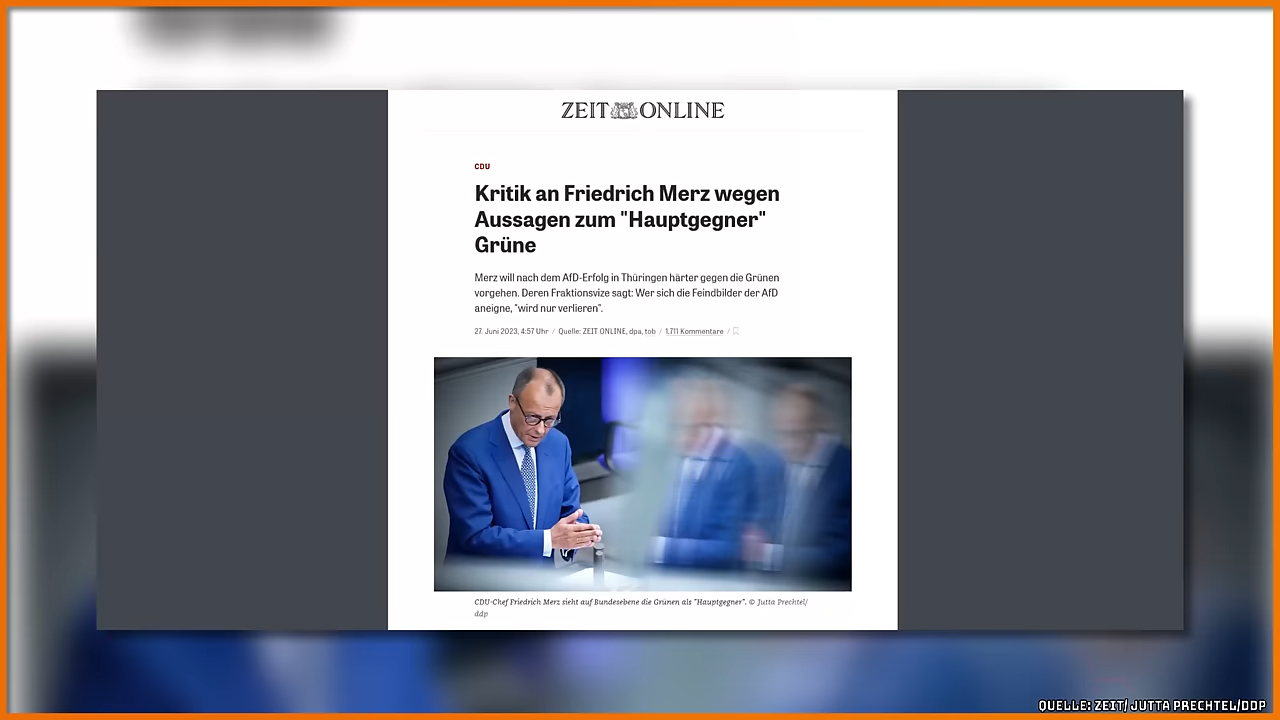 ZEIT ONLINE
CDU
Kritik an Friedrich Merz wegen
Aussagen zum "Hauptgegner"
Grüne
Merz will nach dem AfD-Erfolg in Thüringen härter gegen die Grünen
vorgehen. Deren Fraktionsvize sagt: Wer sich die Feindbilder der AfD
aneigne, "wird nur verlieren".
27. Juni 2023, 4:57 Uhr / Quelle: ZEIT ONLINE, dpa, tob / 1.711 Kommentare /
CDU-Chef Friedrich Merz sieht auf Bundesebene die Grünen als "Hauptgegner". © Jutta Prechtel/
ddp
QUELLE: ZEIT/ JUTTA PRECHTEL/DDP